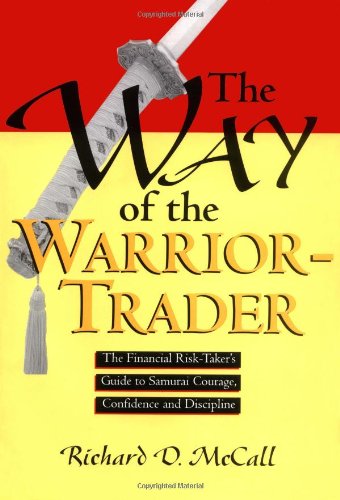 The
WAY
of the
WARRIOR-
TRADER
The Financial Risk-Taker's
Guide to Samurai Courage,
Confidence and Discipline
Richard D. McCall